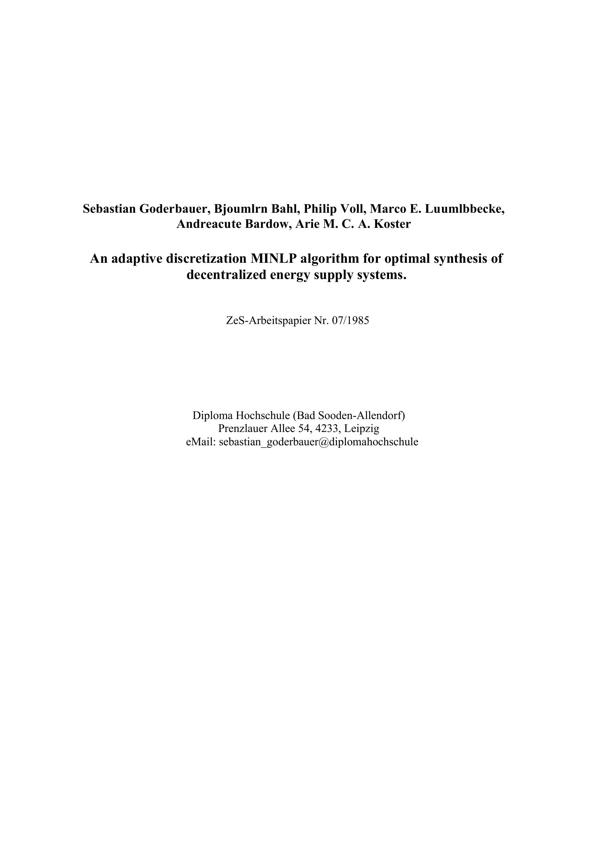 Sebastian Goderbauer, Bjoumlrn Bahl, Philip Voll, Marco E. Luumlbbecke,
Andreacute Bardow, Arie M. C. A. Koster
An adaptive discretization MINLP algorithm for optimal synthesis of
decentralized energy supply systems.
ZeS-Arbeitspapier Nr. 07/1985
Diploma Hochschule (Bad Sooden-Allendorf)
Prenzlauer Allee 54, 4233, Leipzig
eMail: sebastian_goderbauer@diplomahochschule